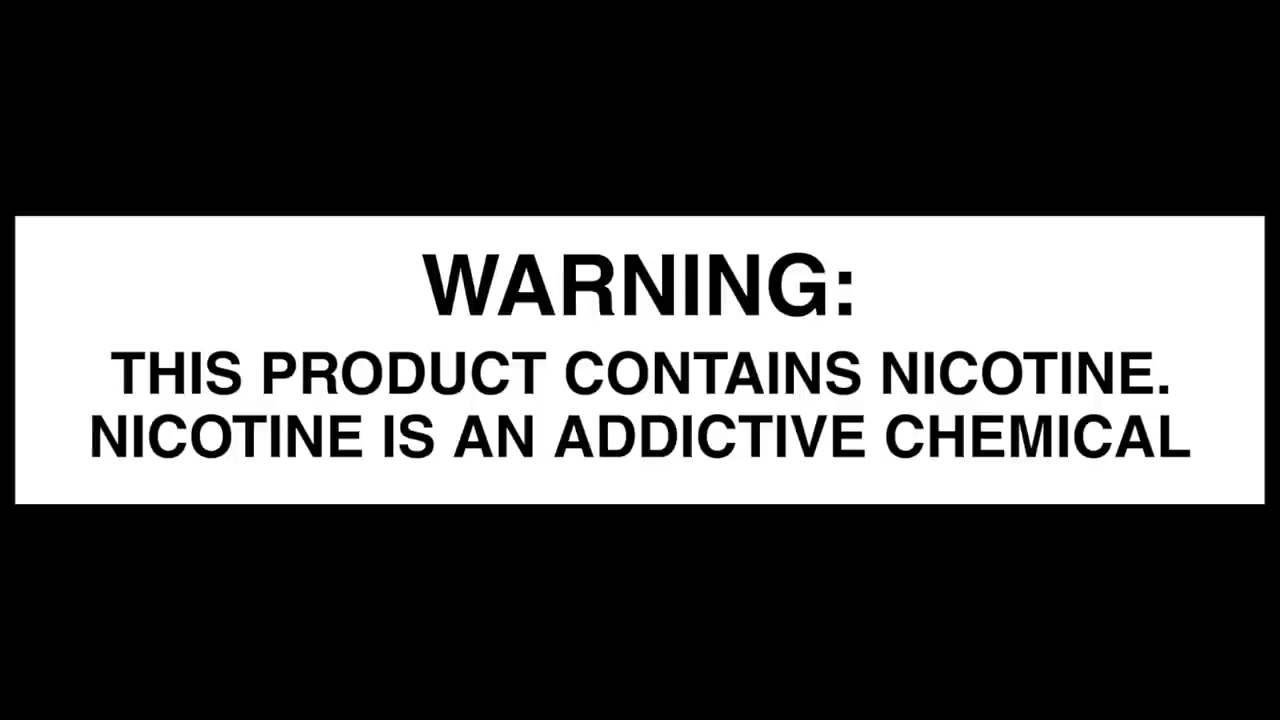 WARNING:
THIS PRODUCT CONTAINS NICOTINE.
NICOTINE IS AN ADDICTIVE CHEMICAL